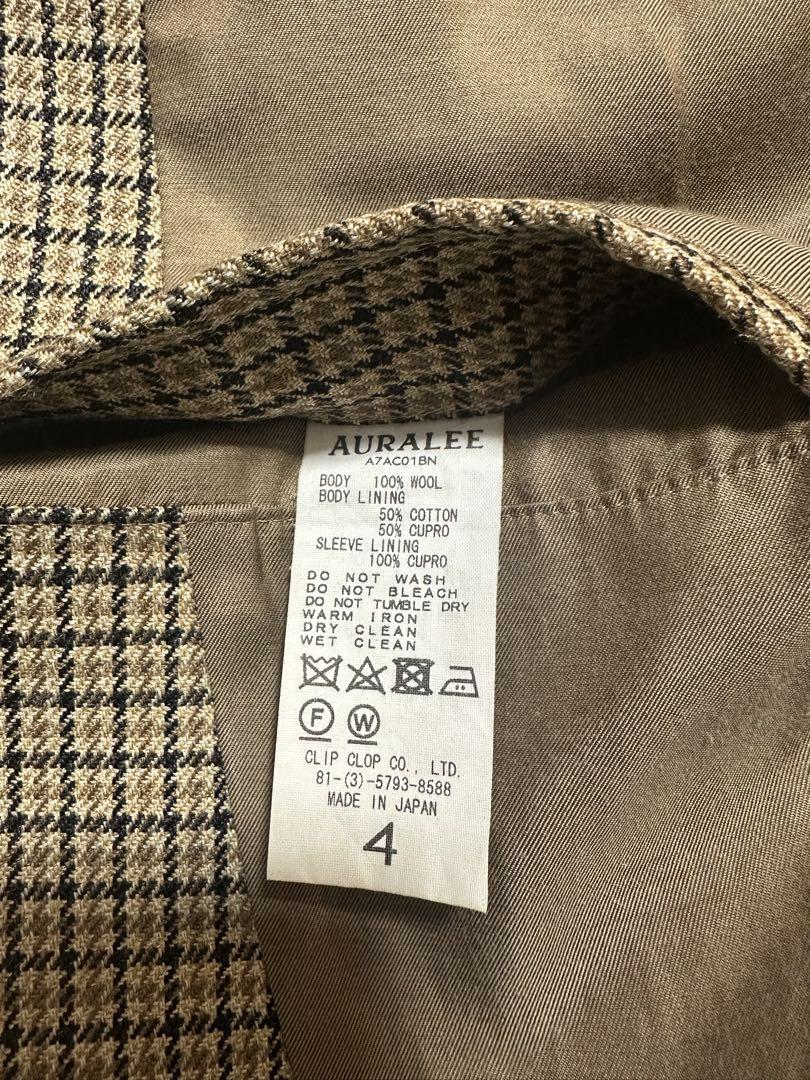 AURALEE
A7AC01BN
BODY 100% WOOL
BODY LINING
50% COTTON
50% CUPRO
SLEEVE LINING
100% CUPRO
DO NOT WASH
DO NOT BLEACH
DO NOT TUMBLE DRY
WARM IRON
DRY CLEAN
WET CLEAN
F W
CLIP CLOP CO., LTD.
81-(3)-5793-8588
MADE IN JAPAN
4